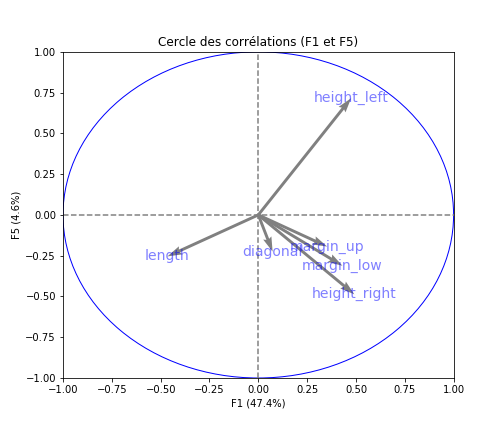 Cercle des corrélations (F1 et F5)
1.00
0.75
0.50
0.25
0.00
−0.25
−0.50
−0.75
−1.00
F5 (4.6%)
height_left
length
diagonal
margin_up
margin_low
height_right
−1.00
−0.75
−0.50
−0.25
0.00
0.25
0.50
0.75
1.00
F1 (47.4%)